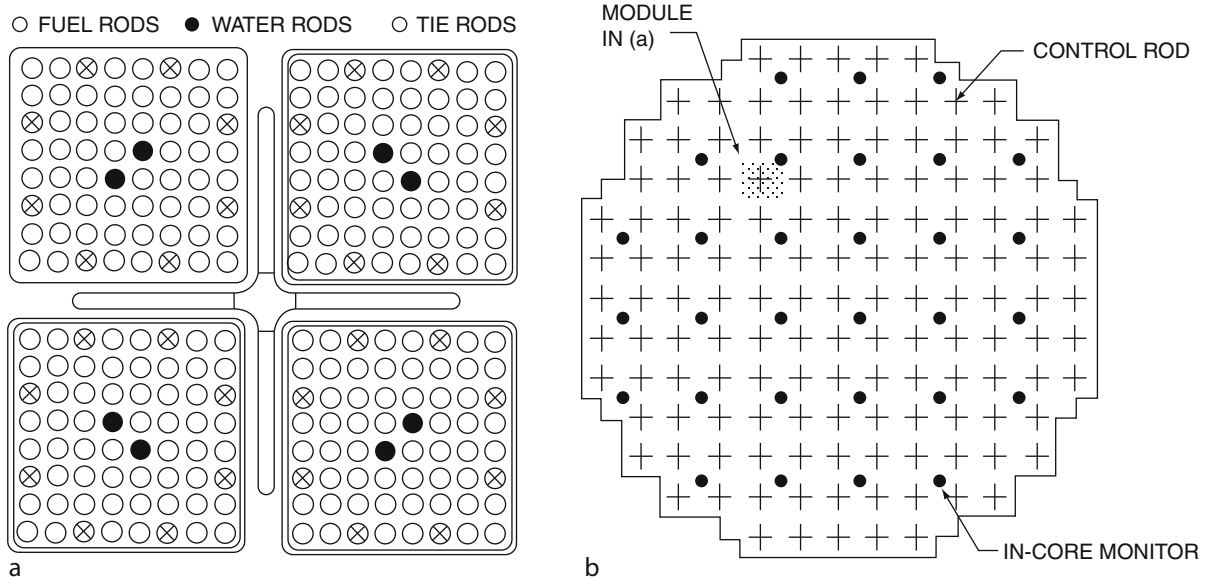 FUEL RODS WATER RODS TIE RODS
a
MODULE
IN (a)
CONTROL ROD
IN-CORE MONITOR
b